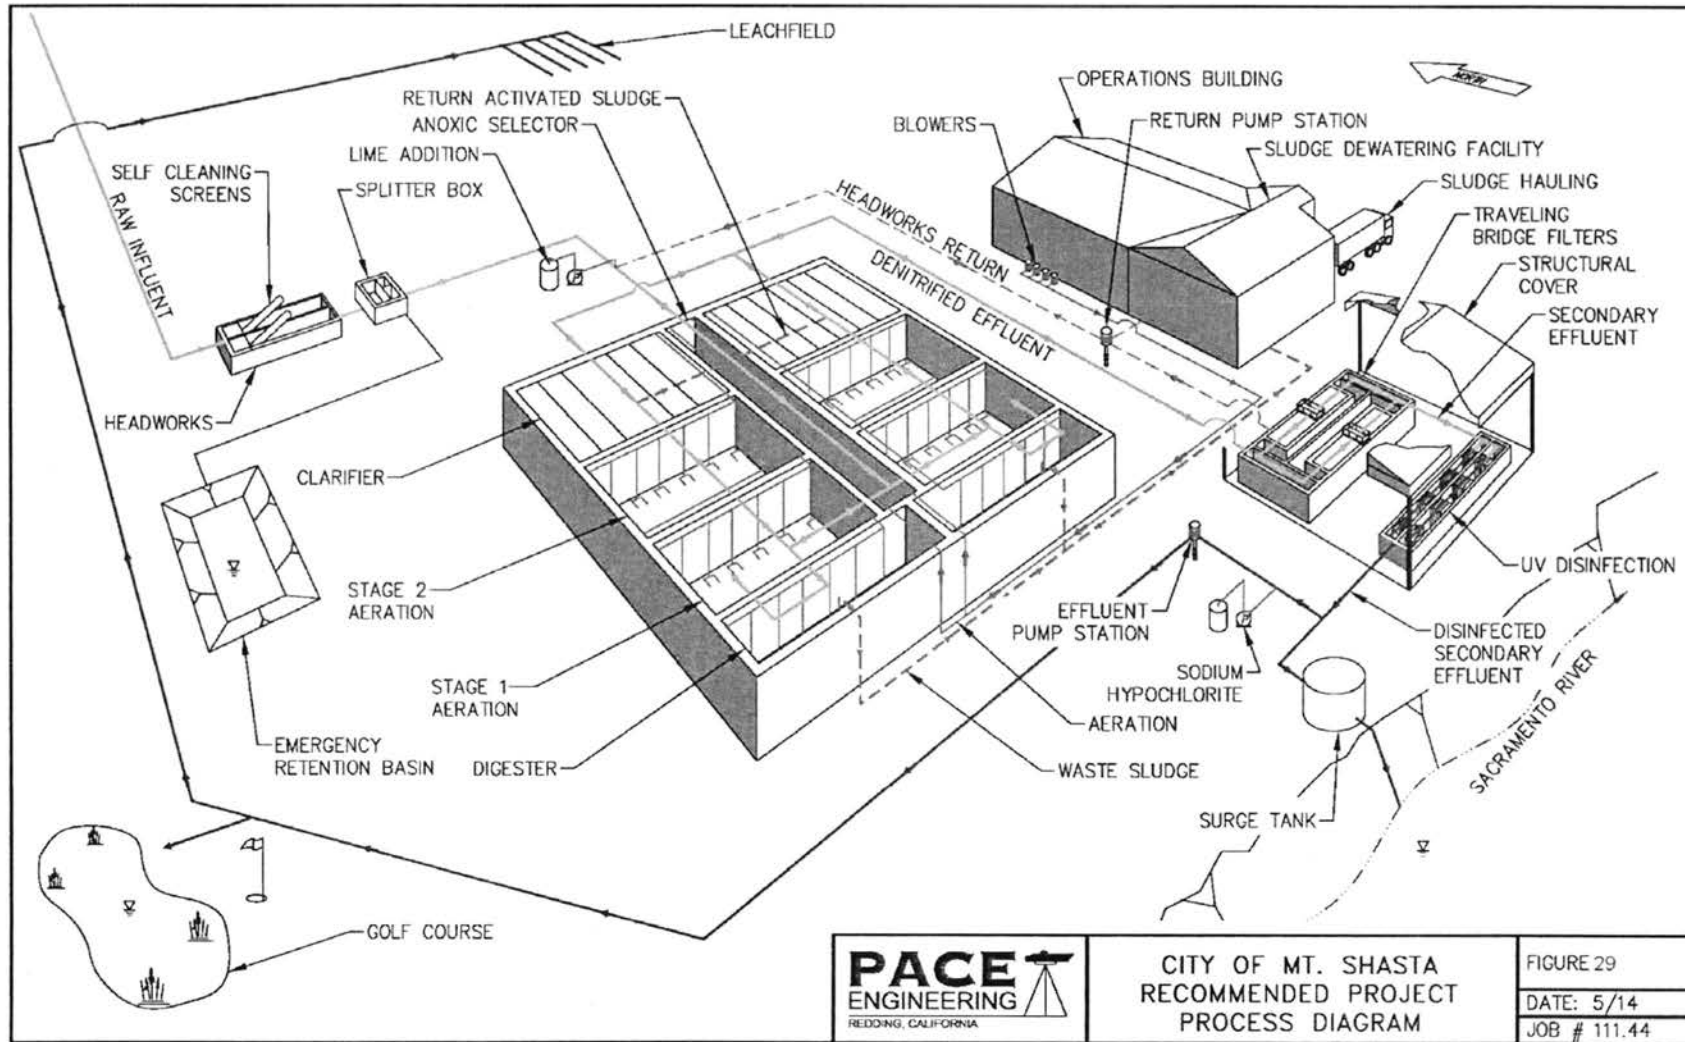 LEACHFIELD
OPERATIONS BUILDING
NORTH
RETURN ACTIVATED SLUDGE
ANOXIC SELECTOR
BLOWERS
RETURN PUMP STATION
LIME ADDITION
SLUDGE DEWATERING FACILITY
SELF CLEANING
SCREENS
SPLITTER BOX
SLUDGE HAULING
RAW INFLUENT
HEADWORKS RETURN
TRAVELING
BRIDGE FILTERS
DENITRIFIED EFFLUENT
STRUCTURAL
COVER
P
SECONDARY
EFFLUENT
HEADWORKS
CLARIFIER
UV DISINFECTION
STAGE 2
AERATION
EFFLUENT
PUMP STATION
P
DISINFECTED
SECONDARY
EFFLUENT
SODIUM
HYPOCHLORITE
STAGE 1
AERATION
SACRAMENTO RIVER
AERATION
EMERGENCY
RETENTION BASIN
DIGESTER
WASTE SLUDGE
SURGE TANK
GOLF COURSE
PACE
ENGINEERING
REDDING, CALIFORNIA
CITY OF MT. SHASTA
RECOMMENDED PROJECT
PROCESS DIAGRAM
FIGURE 29
DATE: 5/14
JOB # 111.44